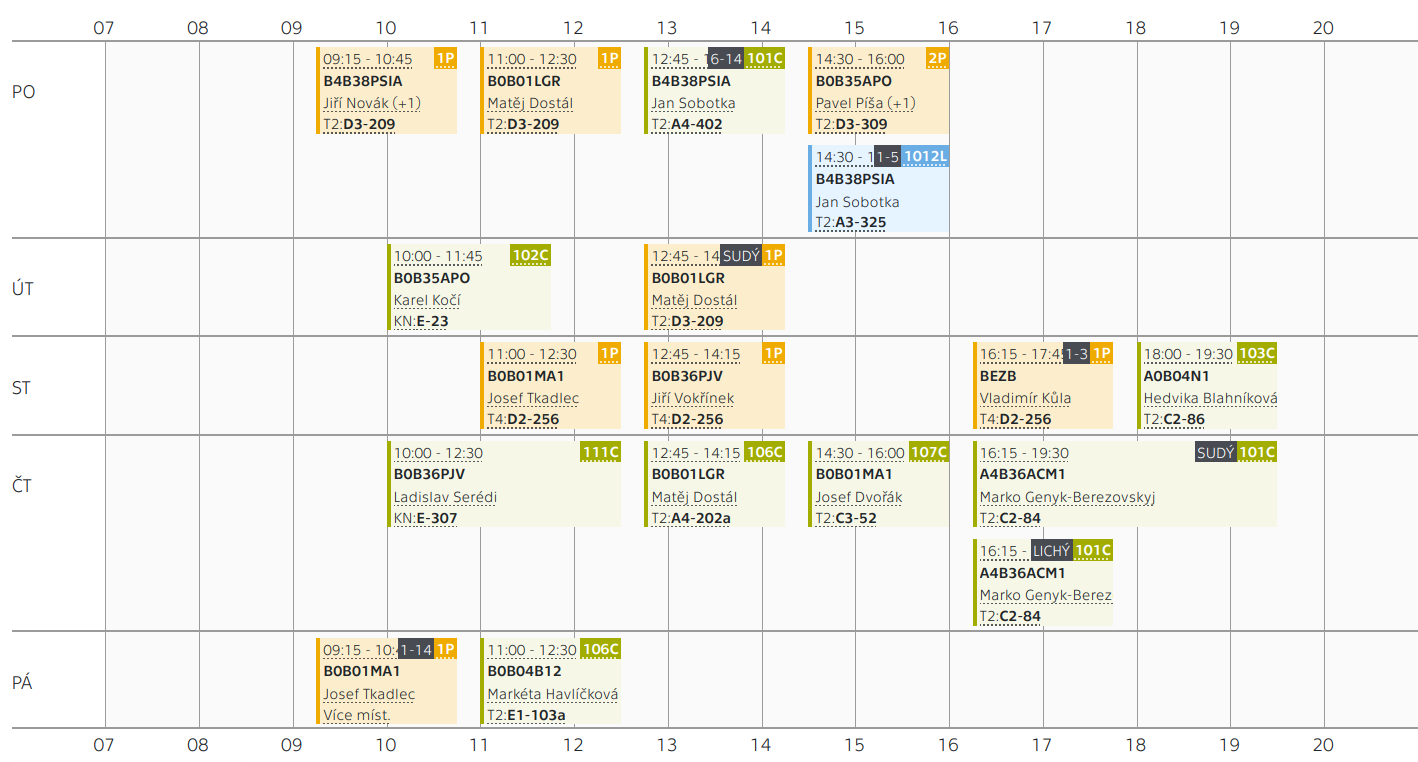 07 08 09 10 11 12 13 14 15 16 17 18 19 20
PO
09:15 - 10:45 1P
B4B38PSIA
Jiří Novák (+1)
T2:D3-209
11:00 - 12:30 1P
B0B01LGR
Matěj Dostál
T2:D3-209
12:45 - 1 6-14 101C
B4B38PSIA
Jan Sobotka
T2:A4-402
14:30 - 16:00 2P
B0B35APO
Pavel Píša (+1)
T2:D3-309
14:30 - 1 1-5 1012L
B4B38PSIA
Jan Sobotka
T2:A3-325
ÚT
10:00 - 11:45 102C
B0B35APO
Karel Kočí
KN:E-23
12:45 - 14 SUDÝ 1P
B0B01LGR
Matěj Dostál
T2:D3-209
ST
11:00 - 12:30 1P
B0B01MA1
Josef Tkadlec
T4:D2-256
12:45 - 14:15 1P
B0B36PJV
Jiří Vokřínek
T4:D2-256
16:15 - 17:45 1-3 1P
BEZB
Vladimír Kůla
T4:D2-256
18:00 - 19:30 103C
A0B04N1
Hedvika Blahníková
T2:C2-86
ČT
10:00 - 12:30 111C
B0B36PJV
Ladislav Serédi
KN:E-307
12:45 - 14:15 106C
B0B01LGR
Matěj Dostál
T2:A4-202a
14:30 - 16:00 107C
B0B01MA1
Josef Dvořák
T2:C3-52
16:15 - 19:30 SUDÝ 101C
A4B36ACM1
Marko Genyk-Berezovskyj
T2:C2-84
16:15 - LICHÝ 101C
A4B36ACM1
Marko Genyk-Berez
T2:C2-84
PÁ
09:15 - 10:4 1-14 1P
B0B01MA1
Josef Tkadlec
Více míst.
11:00 - 12:30 106C
B0B04B12
Markéta Havlíčková
T2:E1-103a
07 08 09 10 11 12 13 14 15 16 17 18 19 20